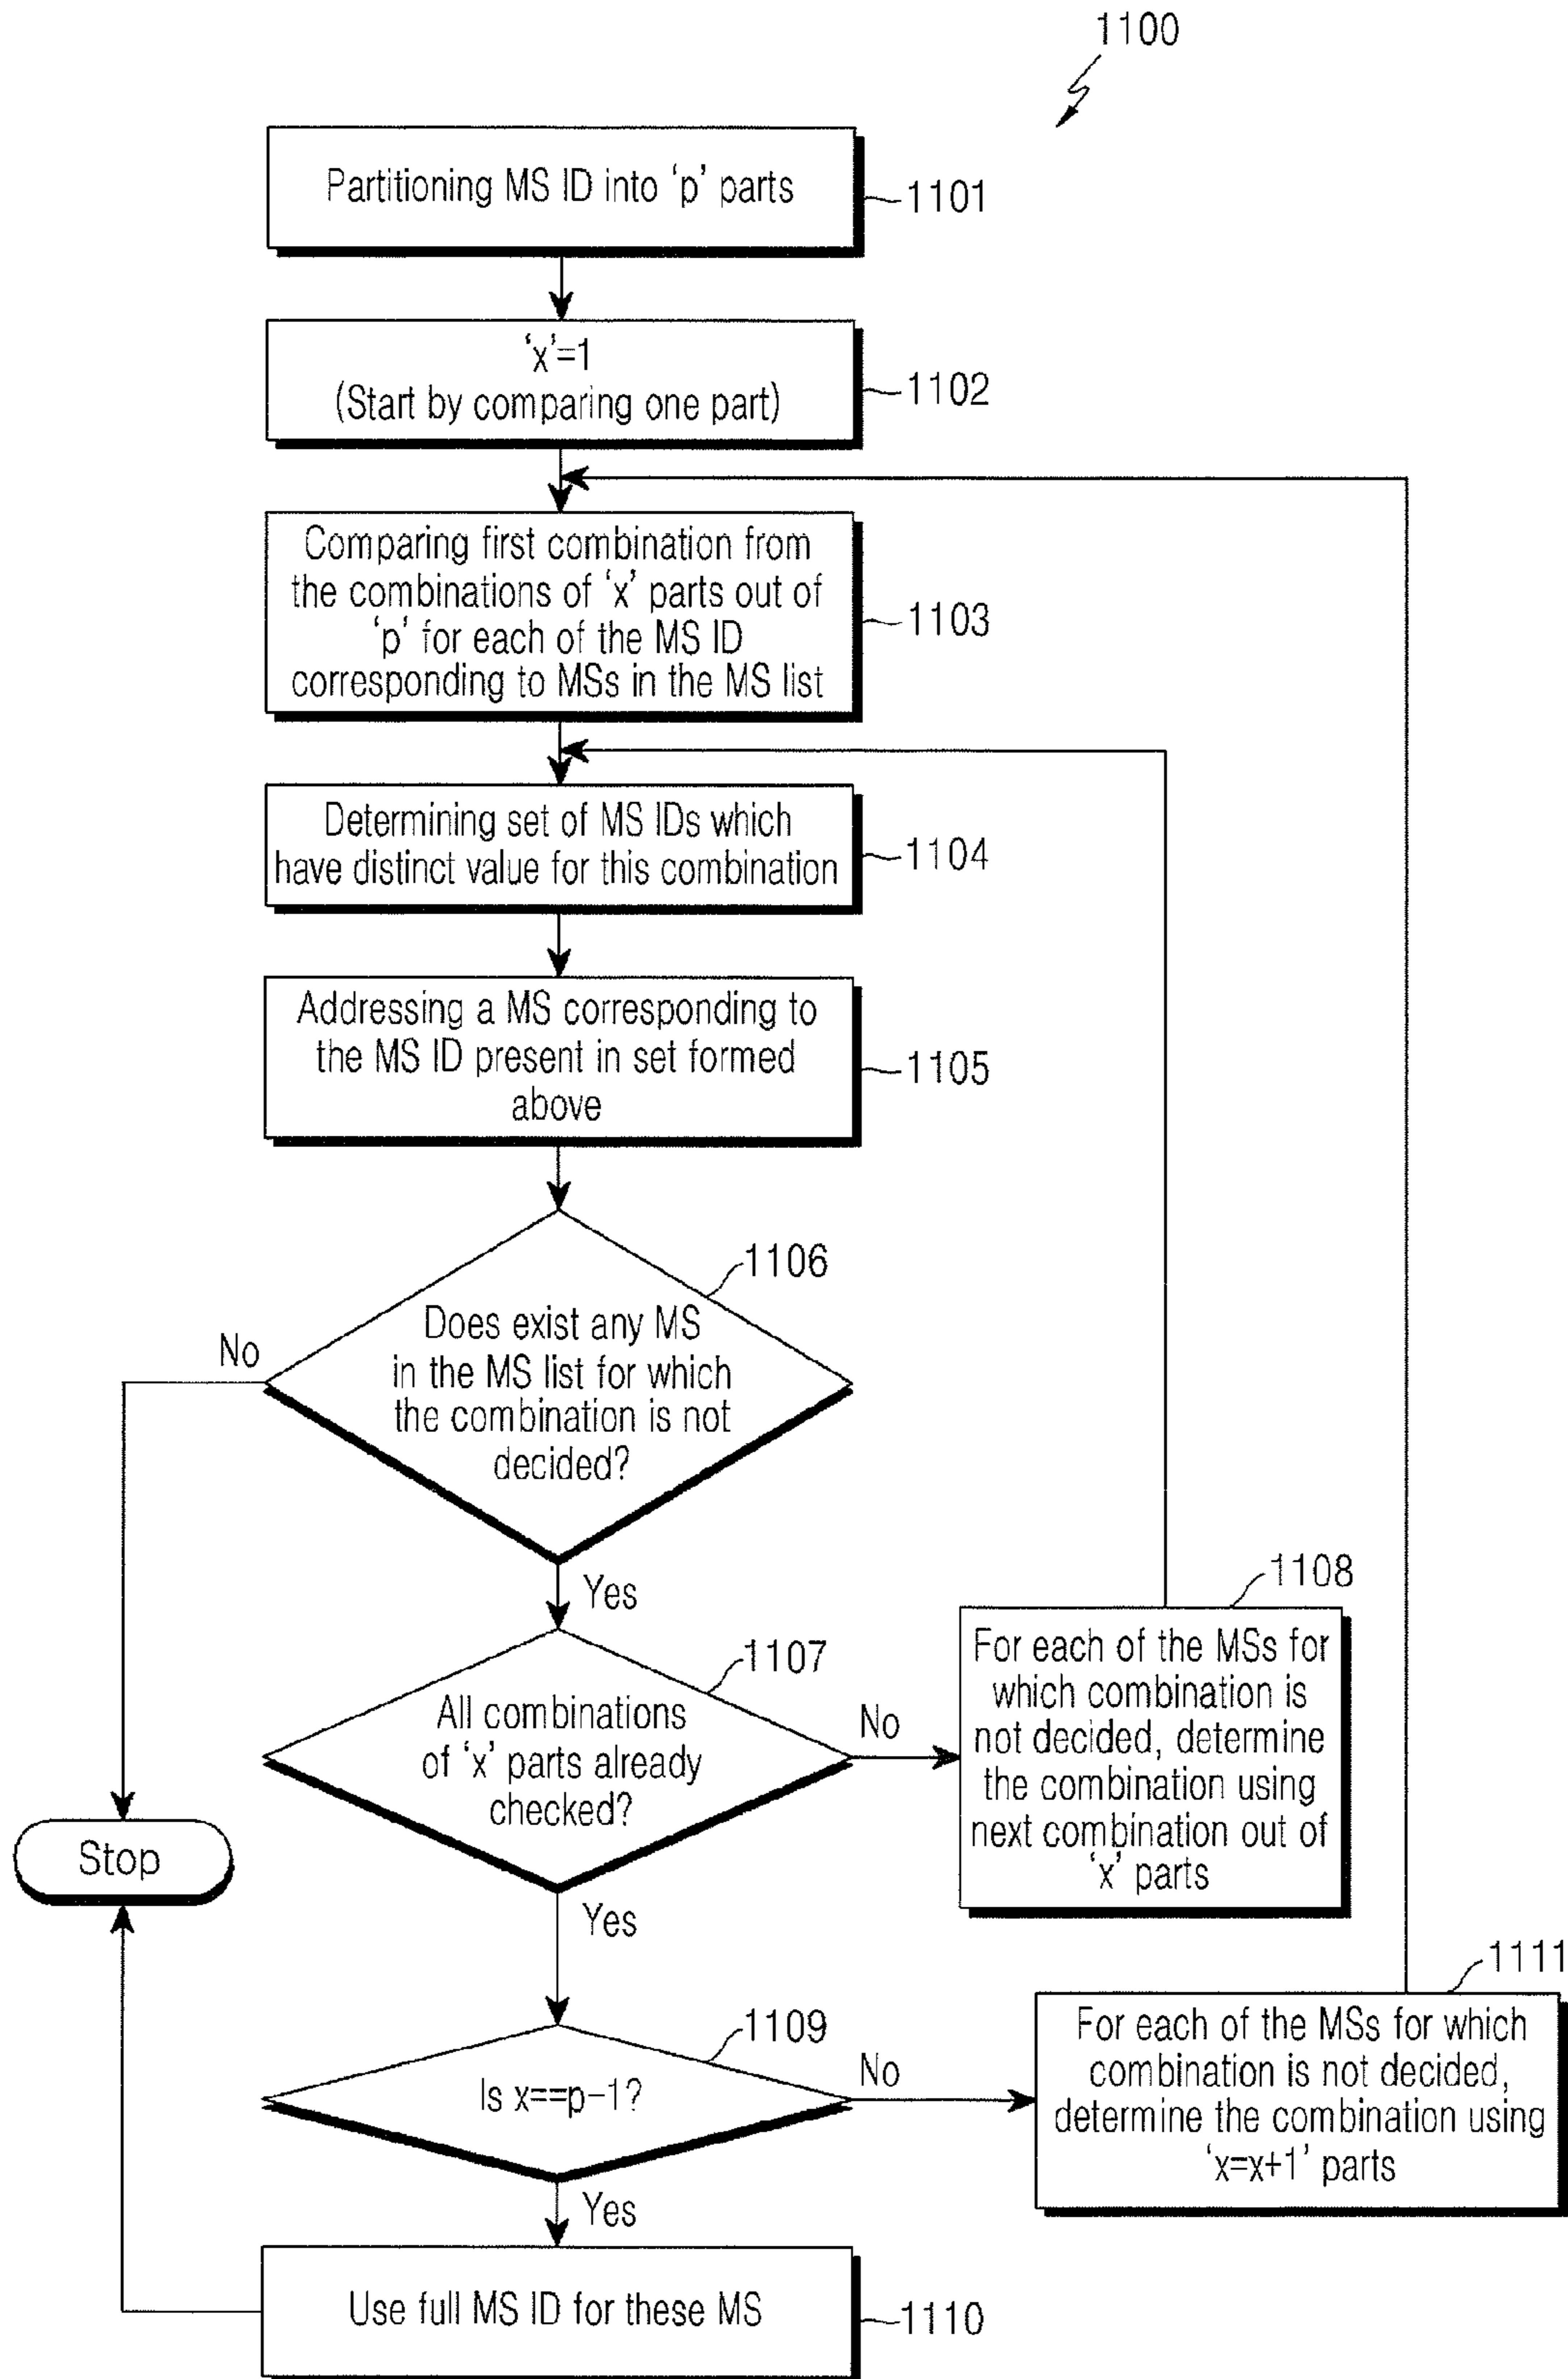 1100
Partitioning MS ID into ‘p’ parts
1101
‘x’=1
(Start by comparing one part)
1102
Comparing first combination from
the combinations of ‘x’ parts out of
‘p’ for each of the MS ID
corresponding to MSs in the MS list
1103
Determining set of MS IDs which
have distinct value for this combination
1104
Addressing a MS corresponding to
the MS ID present in set formed
above
1105
1106
Does exist any MS
in the MS list for which
the combination is not
decided?
No
Yes
1107
All combinations
of ‘x’ parts already
checked?
No
1108
For each of the MSs for
which combination is
not decided, determine
the combination using
next combination out of
‘x’ parts
Stop
Yes
1109
Is x==p-1?
No
1111
For each of the MSs for which
combination is not decided,
determine the combination using
‘x=x+1’ parts
Yes
Use full MS ID for these MS
1110